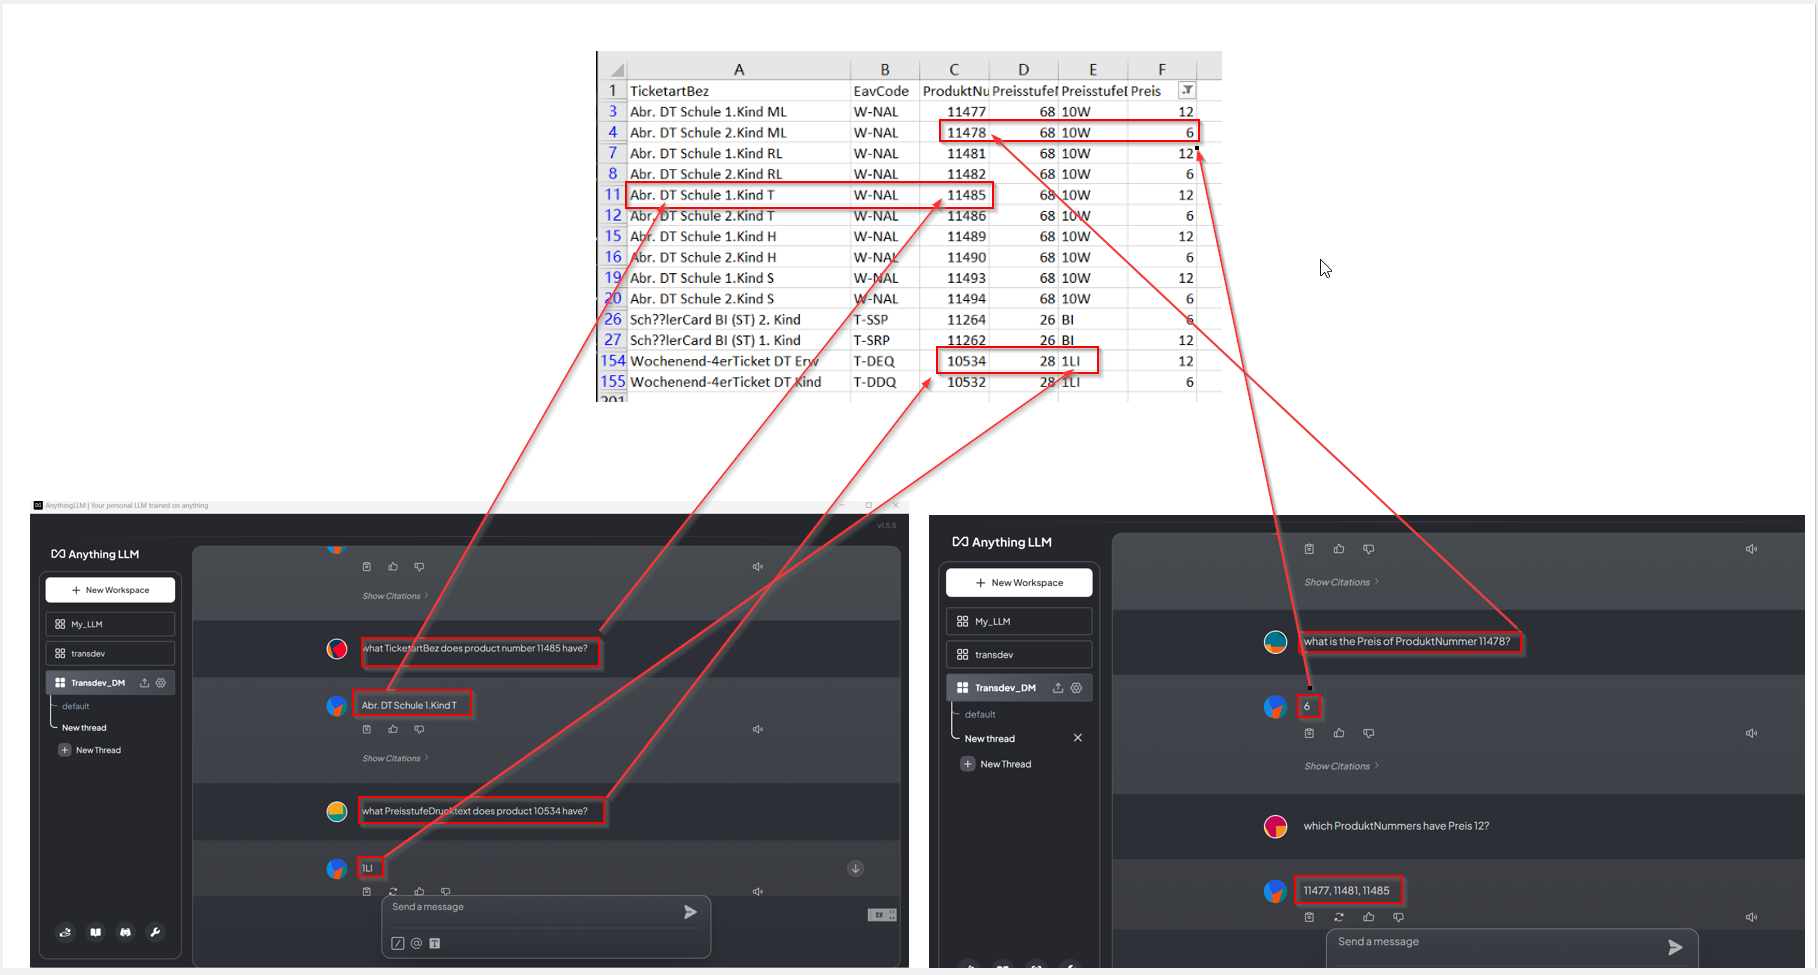 A B C D E F
1 TicketartBez EavCode ProduktNu PreisstufeN PreisstufeD Preis
3 Abr. DT Schule 1.Kind ML W-NAL 11477 68 10W 12
4 Abr. DT Schule 2.Kind ML W-NAL 11478 68 10W 6
7 Abr. DT Schule 1.Kind RL W-NAL 11481 68 10W 12
8 Abr. DT Schule 2.Kind RL W-NAL 11482 68 10W 6
11 Abr. DT Schule 1.Kind T W-NAL 11485 68 10W 12
12 Abr. DT Schule 2.Kind T W-NAL 11486 68 10W 6
15 Abr. DT Schule 1.Kind H W-NAL 11489 68 10W 12
16 Abr. DT Schule 2.Kind H W-NAL 11490 68 10W 6
19 Abr. DT Schule 1.Kind S W-NAL 11493 68 10W 12
20 Abr. DT Schule 2.Kind S W-NAL 11494 68 10W 6
26 Sch??lerCard BI (ST) 2. Kind T-SSP 11264 26 BI 6
27 Sch??lerCard BI (ST) 1. Kind T-SRP 11262 26 BI 12
154 Wochenend-4erTicket DT Erw T-DEQ 10534 28 1LI 12
155 Wochenend-4erTicket DT Kind T-DDQ 10532 28 1LI 6
201
AnythingLLM | Your personal LLM trained on anything
v1.5.5
Anything LLM
+ New Workspace
My_LLM
transdev
Transdev_DM
default
New thread
+ New Thread
Show Citations >
what TicketartBez does product number 11485 have?
Abr. DT Schule 1.Kind T
Show Citations >
what PreisstufeDrucktext does product 10534 have?
1LI
Send a message
Anything LLM
+ New Workspace
My_LLM
transdev
Transdev_DM
default
New thread
+ New Thread
Show Citations >
what is the Preis of ProduktNummer 11478?
6
Show Citations >
which ProduktNummers have Preis 12?
11477, 11481, 11485
Send a message